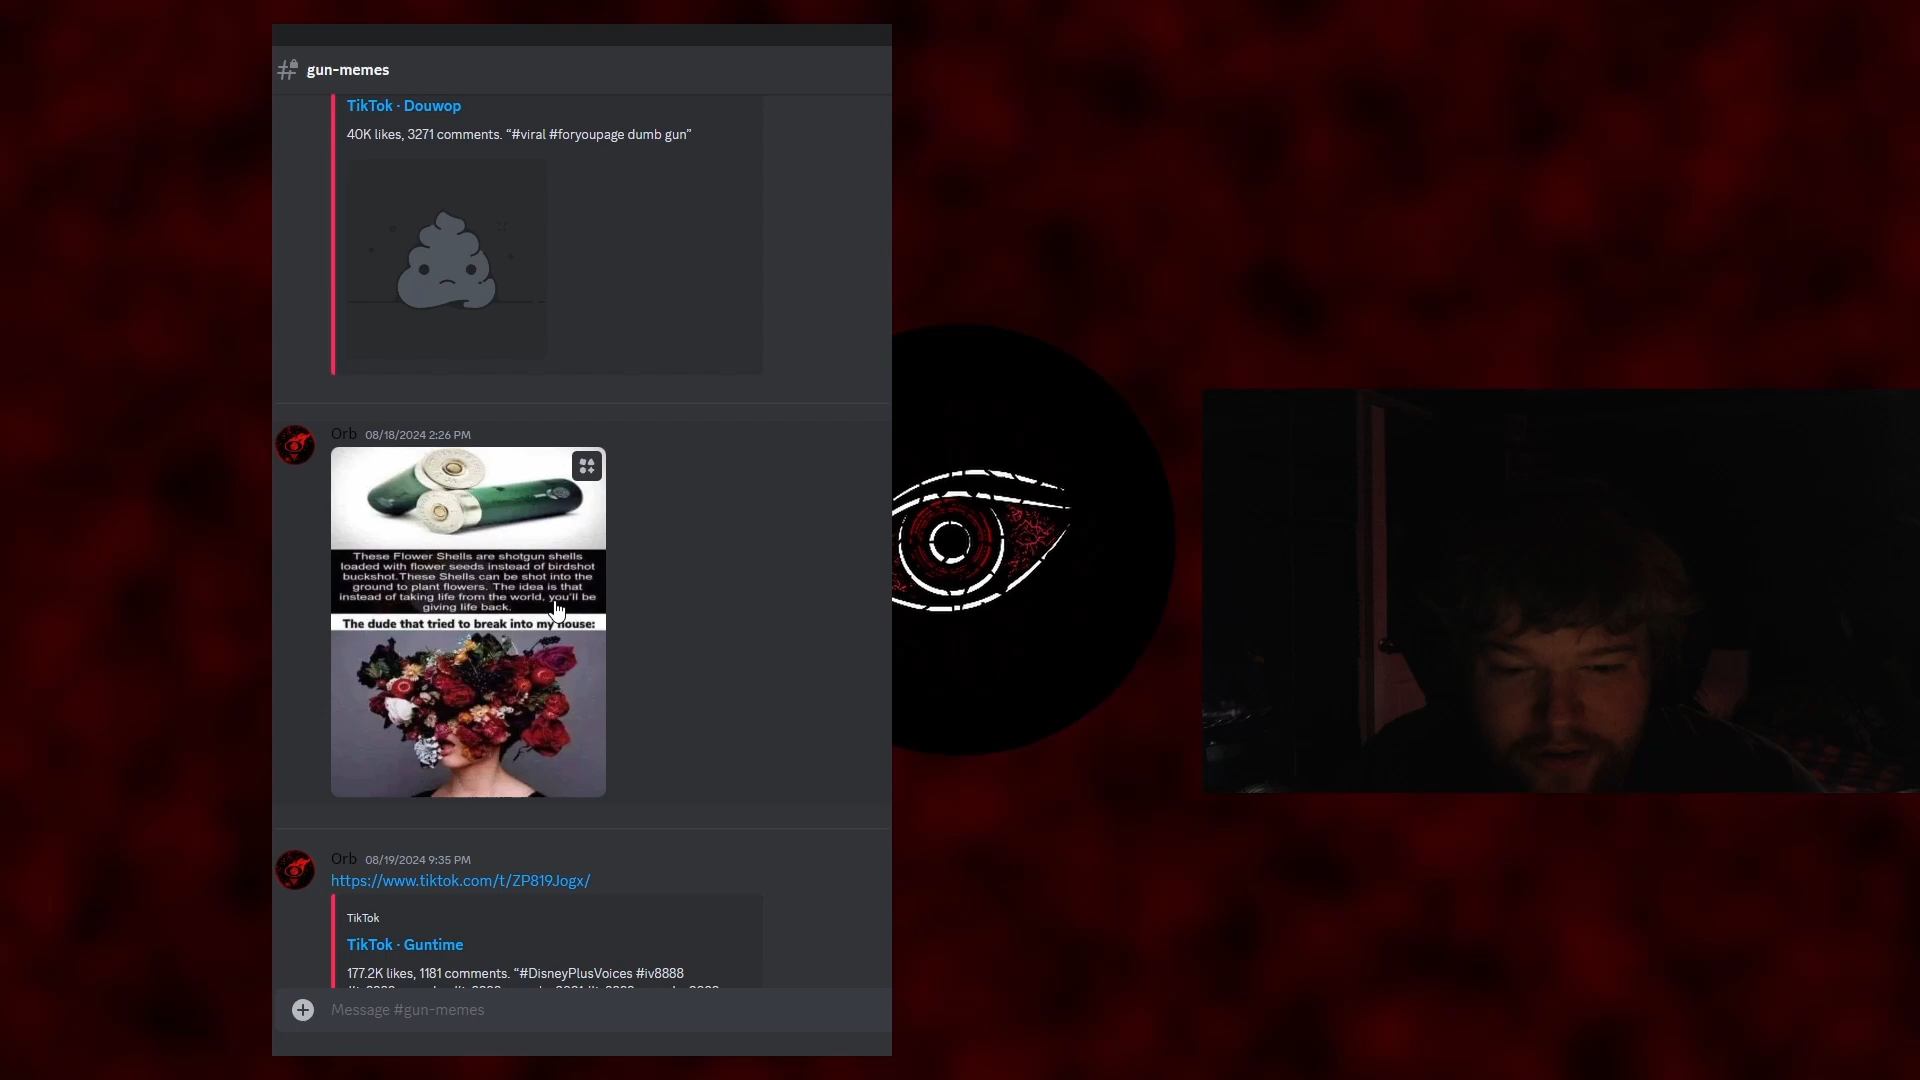 gun-memes
TikTok · Douwop
40K likes, 3271 comments. “#viral #foryoupage dumb gun”
Orb 08/18/2024 2:26 PM
These Flower Shells are shotgun shells
loaded with flower seeds instead of birdshot
buckshot.These Shells can be shot into the
ground to plant flowers. The idea is that
instead of taking life from the world, you'll be
giving life back.
The dude that tried to break into my house:
Orb 08/19/2024 9:35 PM
https://www.tiktok.com/t/ZP819Jogx/
TikTok
TikTok · Guntime
177.2K likes, 1181 comments. “#DisneyPlusVoices #iv8888
Message #gun-memes